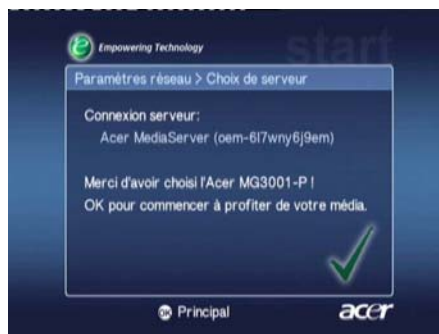 Empowering Technology
start
Paramètres réseau > Choix de serveur
Connexion serveur:
Acer MediaServer (oem-6l7wny6j9em)
Merci d'avoir choisi l'Acer MG3001-P !
OK pour commencer à profiter de votre média.
OK Principal
acer